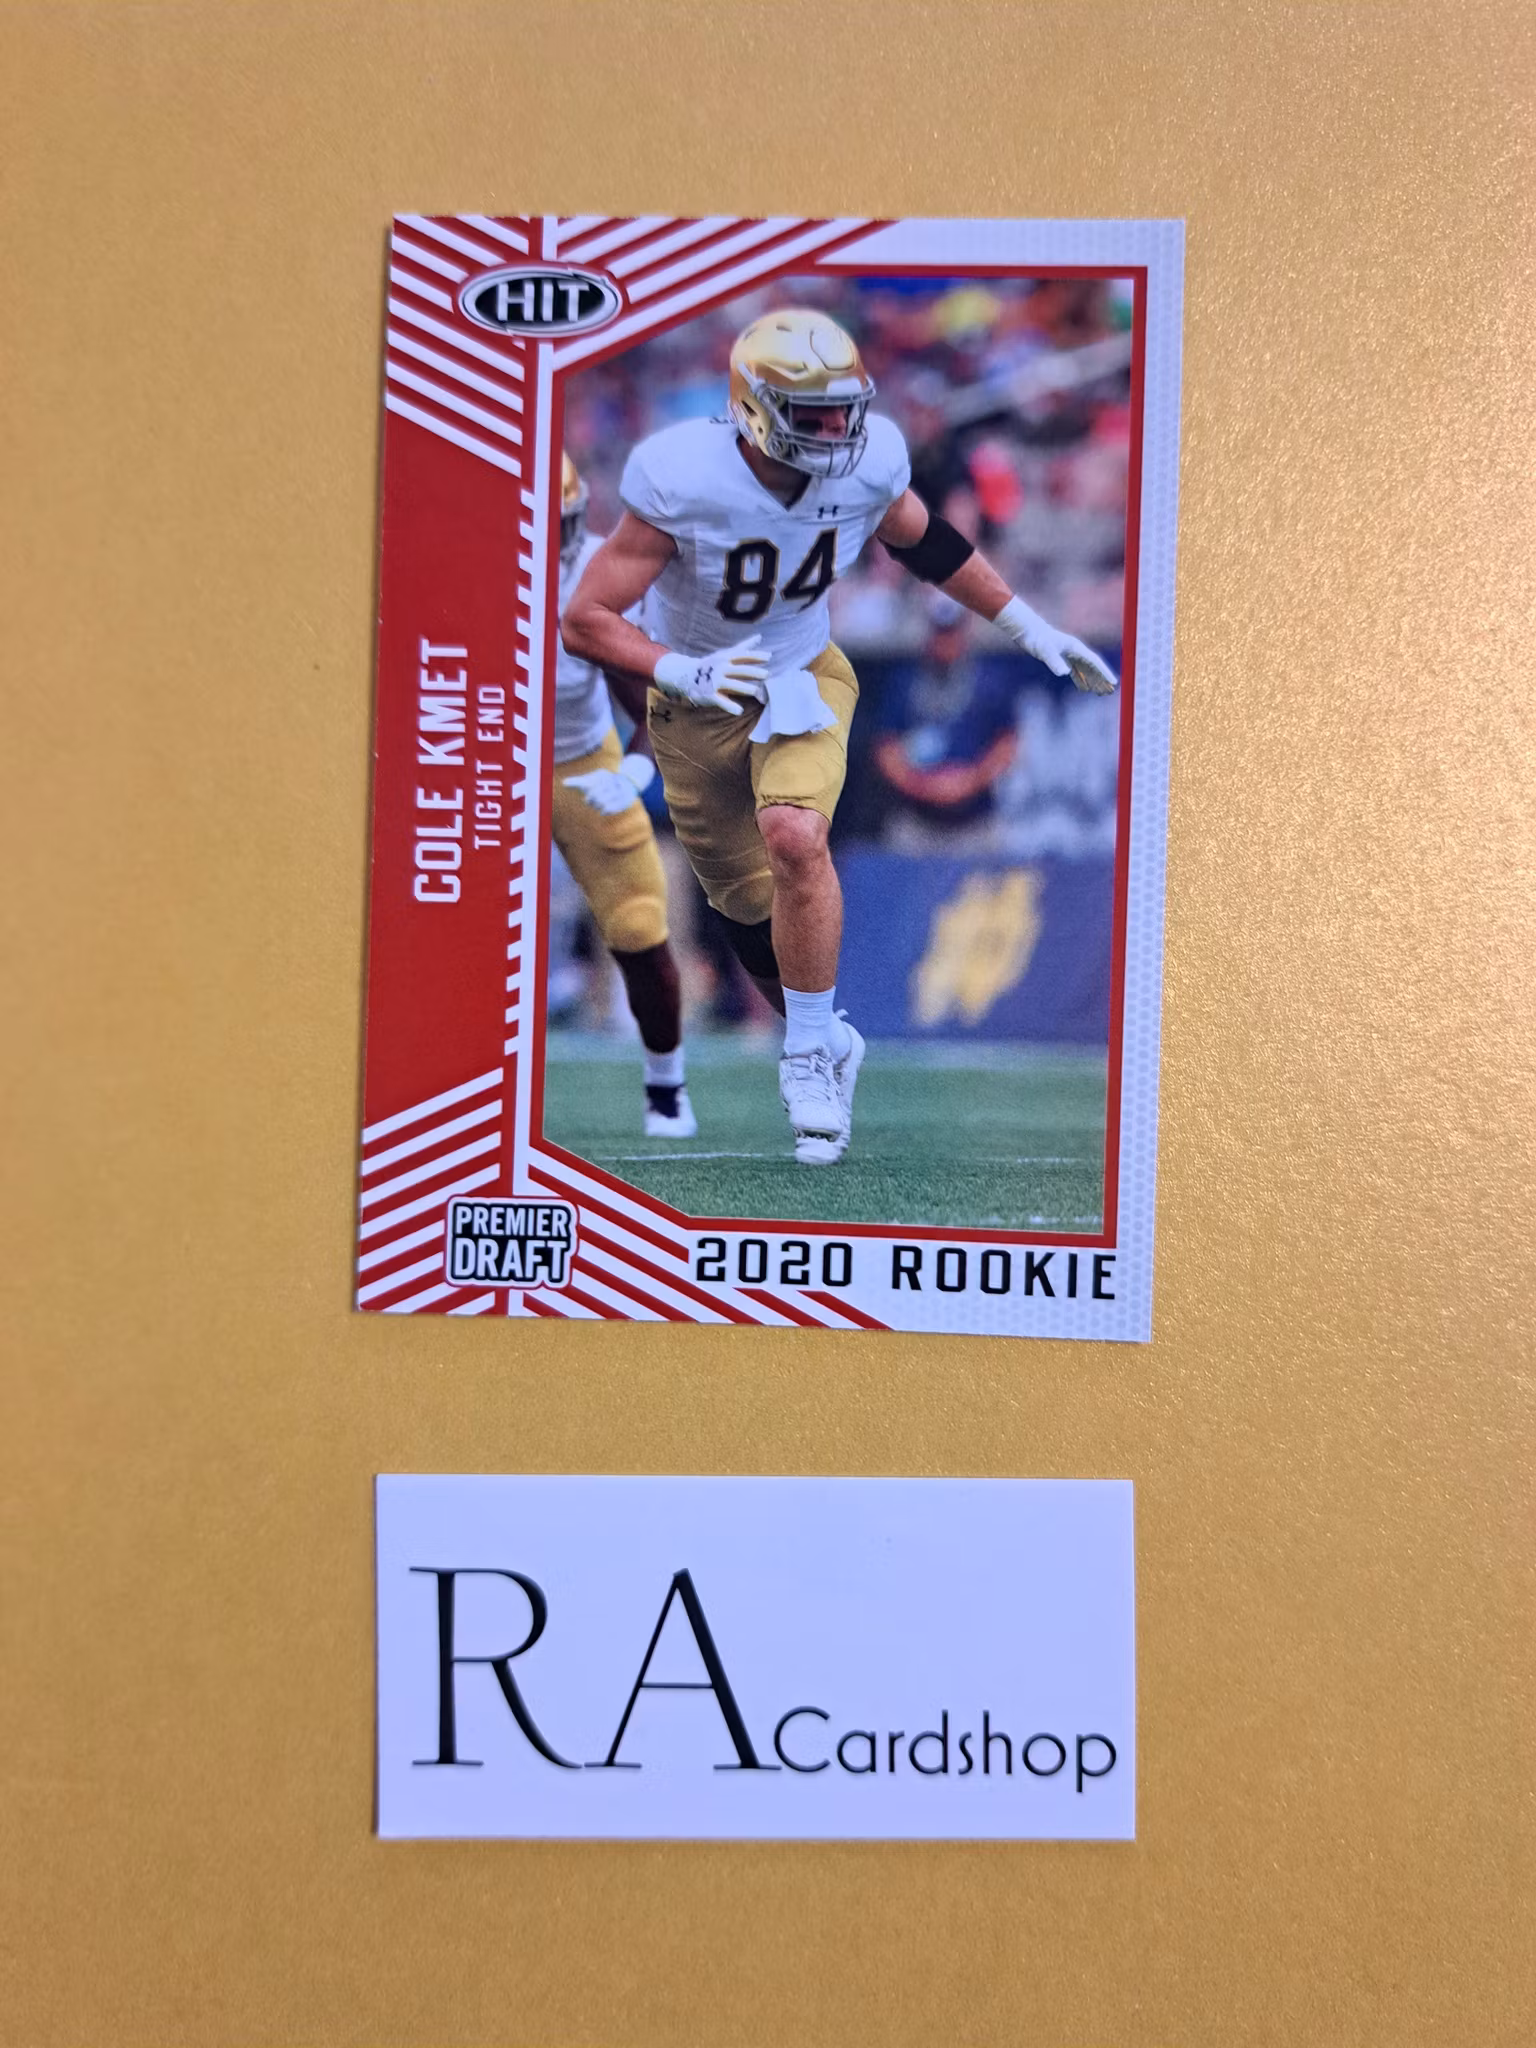 HIT
84
COLE KMET
TIGHT END
PREMIER
DRAFT
2020 ROOKIE
RA Cardshop